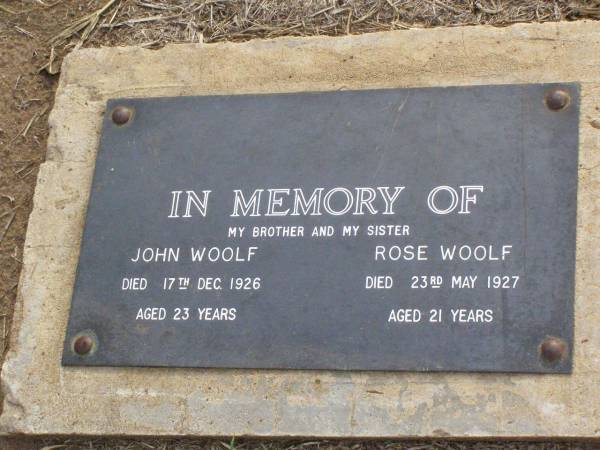 IN MEMORY OF
MY BROTHER AND MY SISTER
JOHN WOOLF
DIED 17TH DEC. 1926
AGED 23 YEARS
ROSE WOOLF
DIED 23RD MAY 1927
AGED 21 YEARS